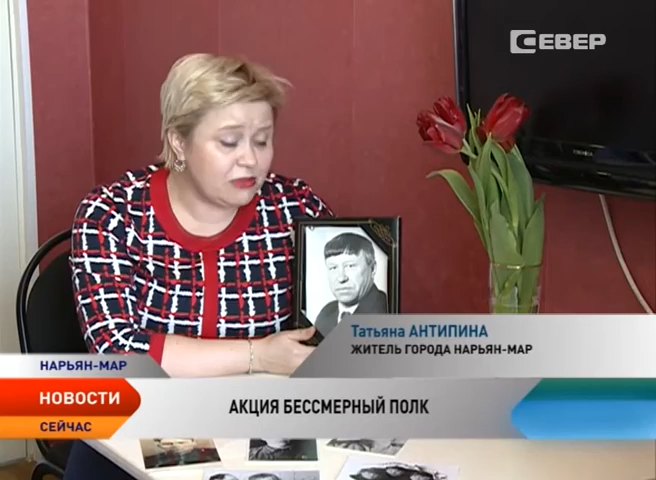 СЕВЕР
Татьяна АНТИПИНА
ЖИТЕЛЬ ГОРОДА НАРЬЯН-МАР
НАРЬЯН-МАР
НОВОСТИ
СЕЙЧАС
АКЦИЯ БЕССМЕРНЫЙ ПОЛК